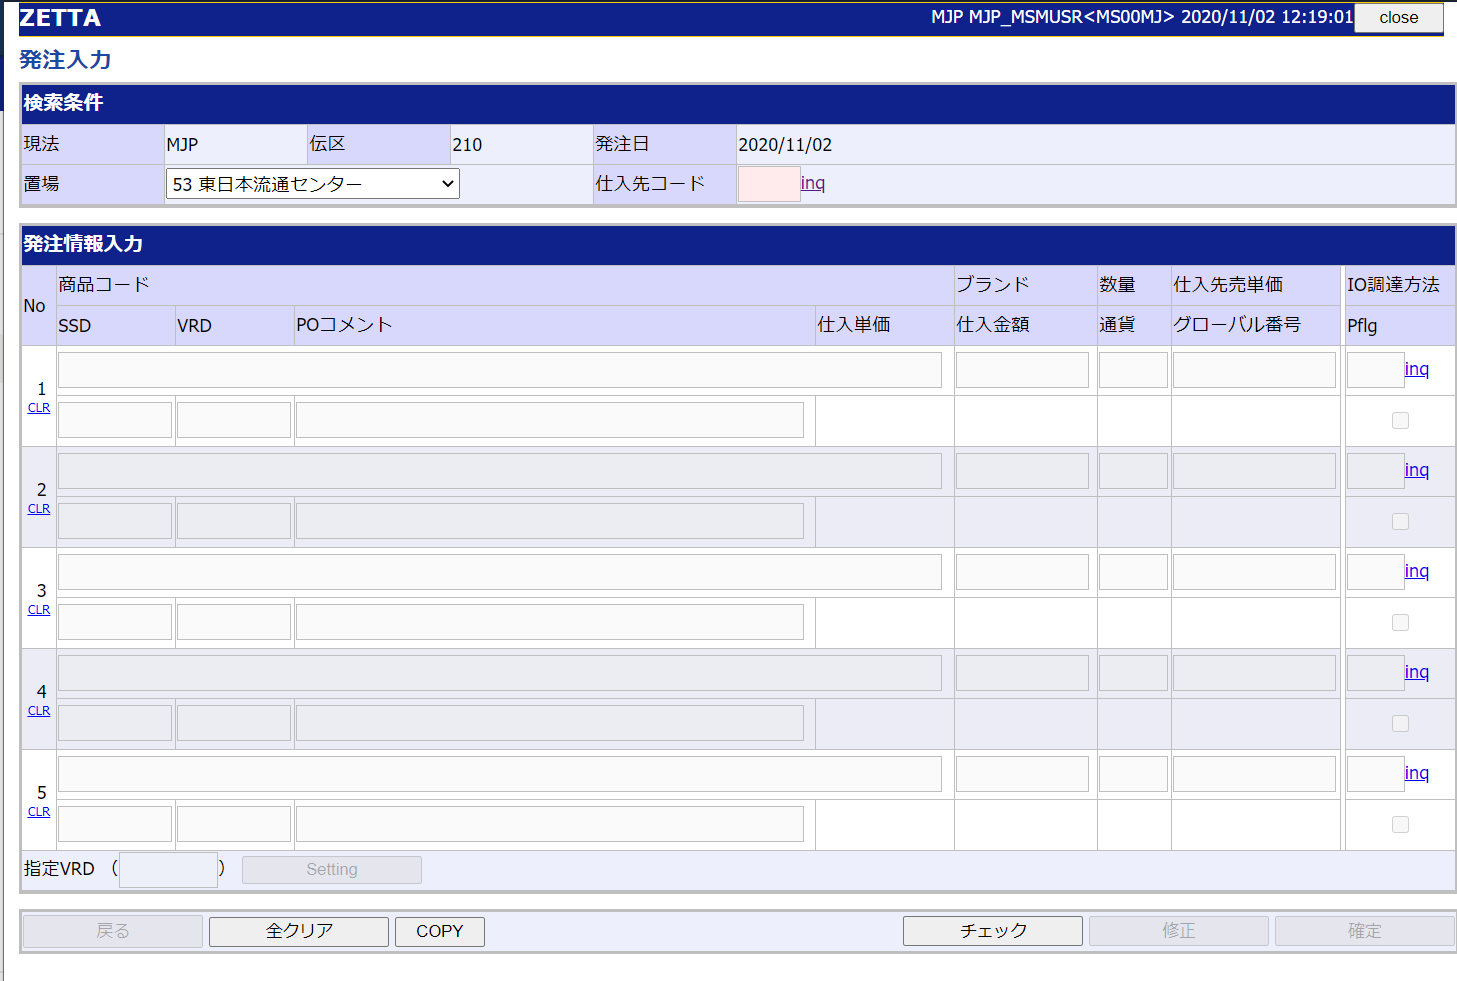 ZETTA MJP MJP_MSMUSR<MS00MJ> 2020/11/02 12:19:01 close
発注入力
検索条件
現法 MJP 伝区 210 発注日 2020/11/02
置場 53 東日本流通センター 仕入先コード inq
発注情報入力
No 商品コード ブランド 数量 仕入先売単価 IO調達方法
SSD VRD POコメント 仕入単価 仕入金額 通貨 グローバル番号 Pflg
1 inq
CLR
2 inq
CLR
3 inq
CLR
4 inq
CLR
5 inq
CLR
指定VRD ( ) Setting
戻る 全クリア COPY チェック 修正 確定